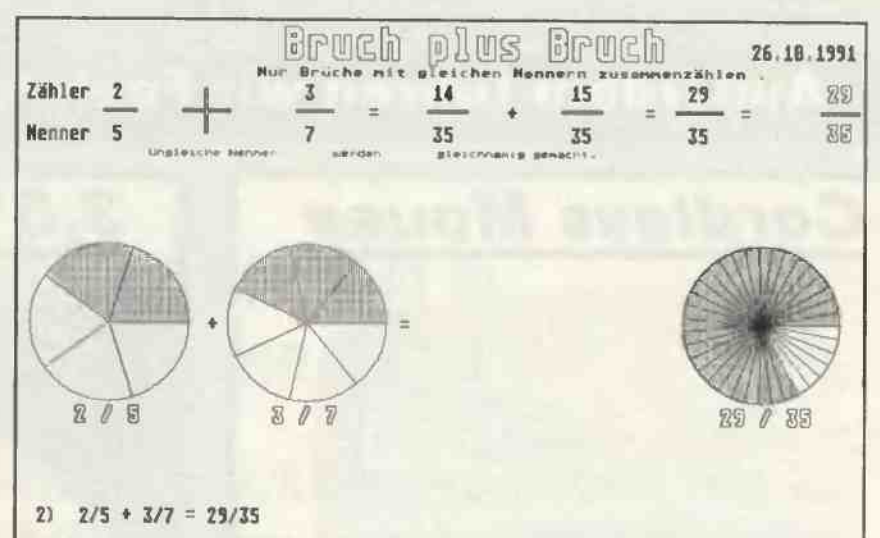 Bruch plus Bruch 26.10.1991
Nur Brüche mit gleichen Nennern zusammenzählen .
Zähler 2 3 14 15 29 29
+ = + = =
Nenner 5 7 35 35 35 35
Ungleiche Nenner werden gleichnamig gemacht.
+ =
2 / 5 3 / 7 29 / 35
2) 2/5 + 3/7 = 29/35